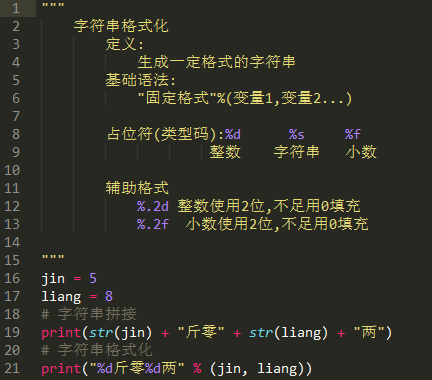 1 """
2     字符串格式化
3         定义:
4             生成一定格式的字符串
5         基础语法:
6             "固定格式"%(变量1,变量2...)
7
8         占位符(类型码):%d      %s     %f
9                        整数    字符串   小数
10
11         辅助格式
12             %.2d 整数使用2位,不足用0填充
13             %.2f  小数使用2位,不足用0填充
14
15 """
16 jin = 5
17 liang = 8
18 # 字符串拼接
19 print(str(jin) + "斤零" + str(liang) + "两")
20 # 字符串格式化
21 print("%d斤零%d两" % (jin, liang))